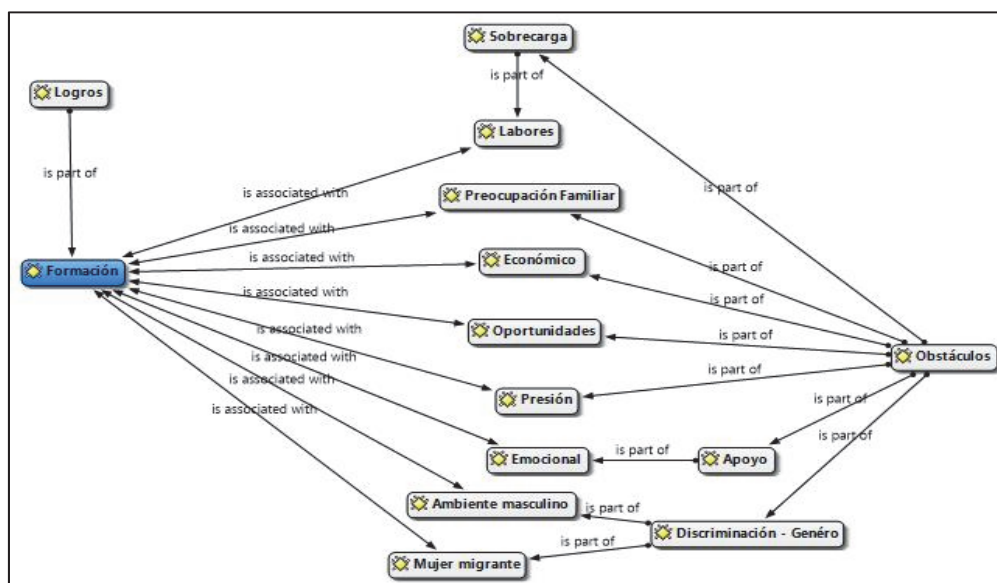 Sobrecarga
is part of
Logros
Labores
is part of
is associated with
Preocupación Familiar
is part of
is associated with
Formación
is associated with
Económico
is part of
is associated with
is part of
Oportunidades
is associated with
is part of
Obstáculos
is associated with
is part of
is associated with
Presión
is part of
is associated with
is part of
Emocional
is part of
Apoyo
Ambiente masculino
is part of
Discriminación - Genéro
is part of
Mujer migrante